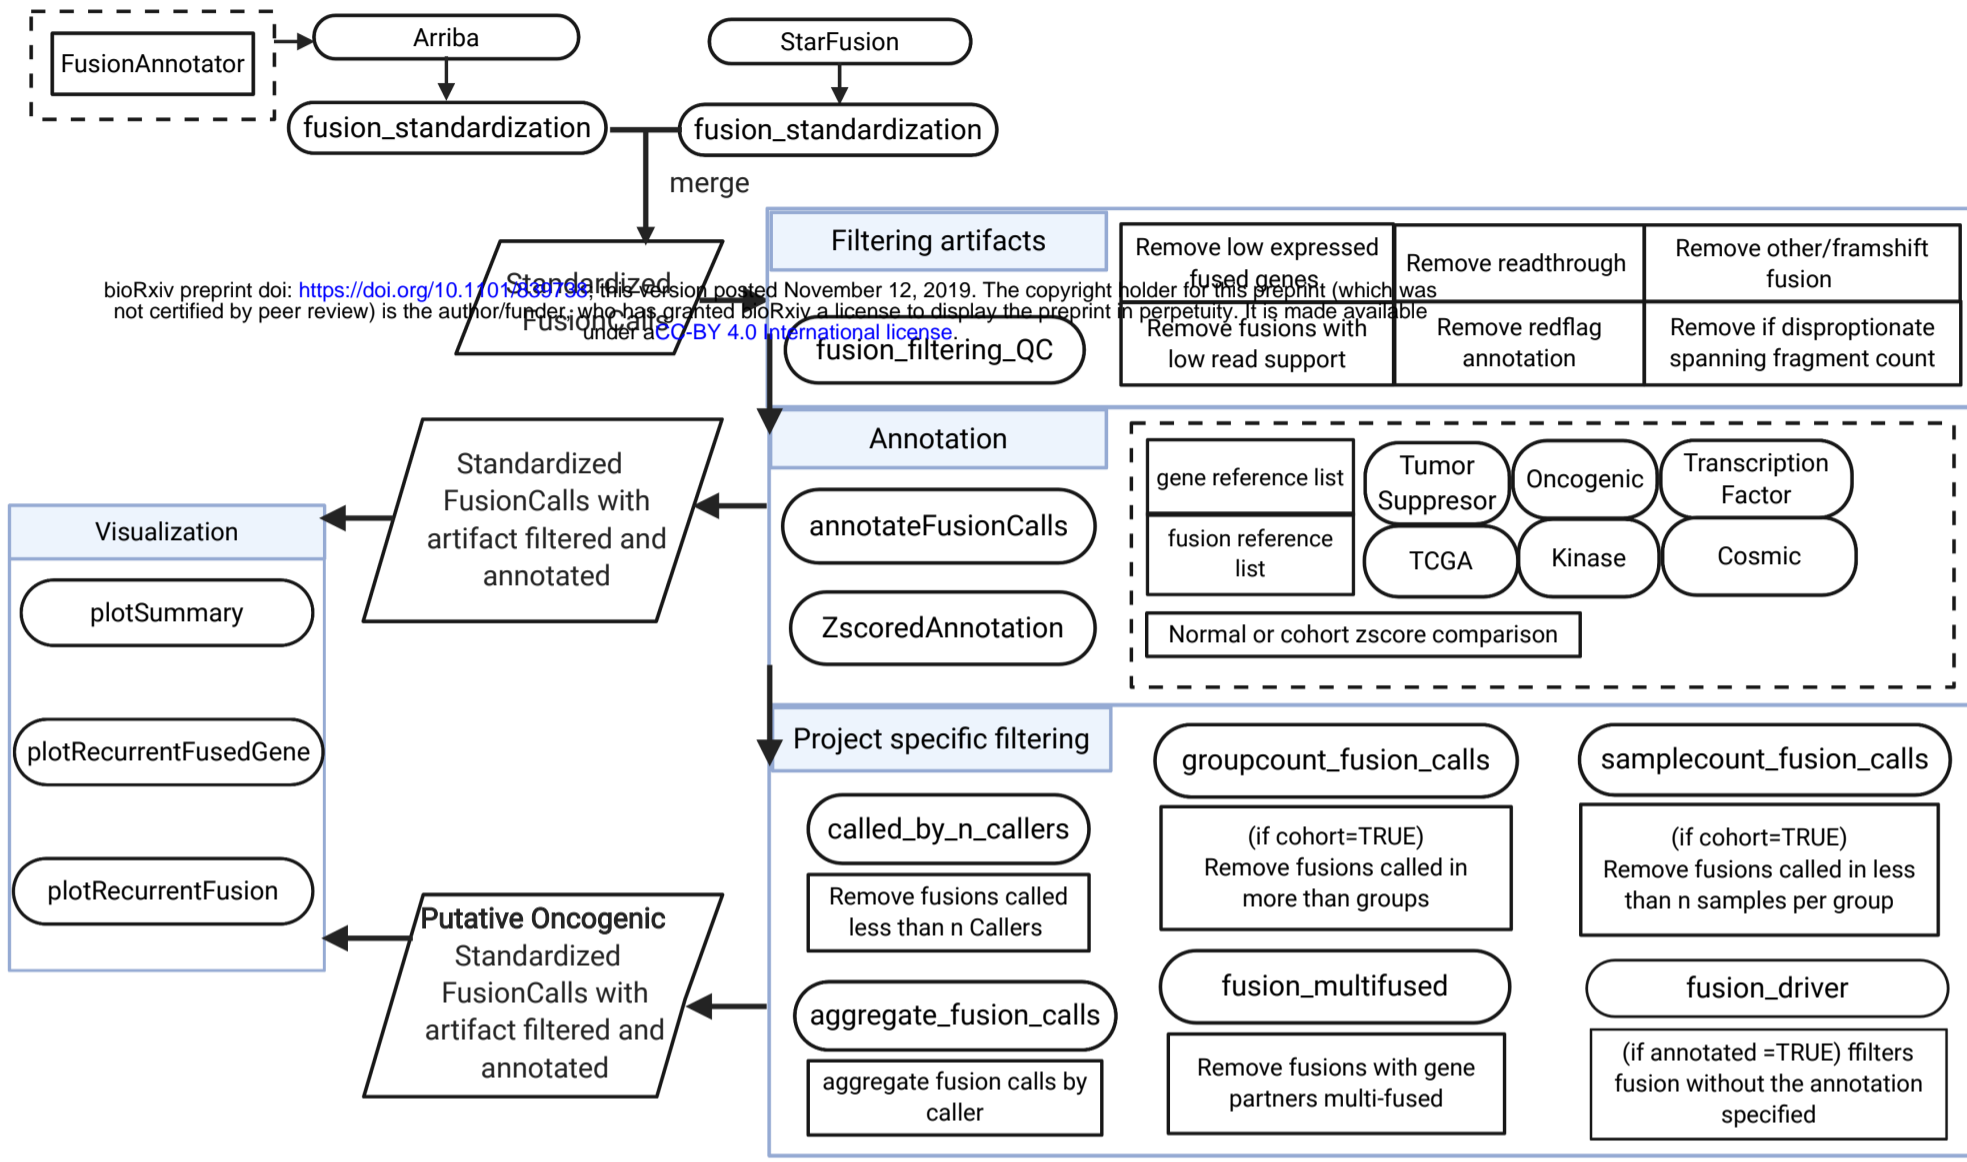 FusionAnnotator
Arriba
StarFusion
fusion_standardization
fusion_standardization
merge
Standardized
FusionCalls
bioRxiv preprint doi: https://doi.org/10.1101/839738; this version posted November 12, 2019. The copyright holder for this preprint (which was
not certified by peer review) is the author/funder, who has granted bioRxiv a license to display the preprint in perpetuity. It is made available
under aCC-BY 4.0 International license.
Filtering artifacts
fusion_filtering_QC
Remove low expressed
fused genes
Remove readthrough
Remove other/framshift
fusion
Remove fusions with
low read support
Remove redflag
annotation
Remove if disproptionate
spanning fragment count
Annotation
annotateFusionCalls
ZscoredAnnotation
gene reference list
fusion reference
list
Tumor
Suppresor
Oncogenic
Transcription
Factor
TCGA
Kinase
Cosmic
Normal or cohort zscore comparison
Standardized
FusionCalls with
artifact filtered and
annotated
Visualization
plotSummary
plotRecurrentFusedGene
plotRecurrentFusion
Project specific filtering
called_by_n_callers
Remove fusions called
less than n Callers
aggregate_fusion_calls
aggregate fusion calls by
caller
groupcount_fusion_calls
(if cohort=TRUE)
Remove fusions called in
more than groups
fusion_multifused
Remove fusions with gene
partners multi-fused
samplecount_fusion_calls
(if cohort=TRUE)
Remove fusions called in less
than n samples per group
fusion_driver
(if annotated =TRUE) ffilters
fusion without the annotation
specified
Putative Oncogenic
Standardized
FusionCalls with
artifact filtered and
annotated